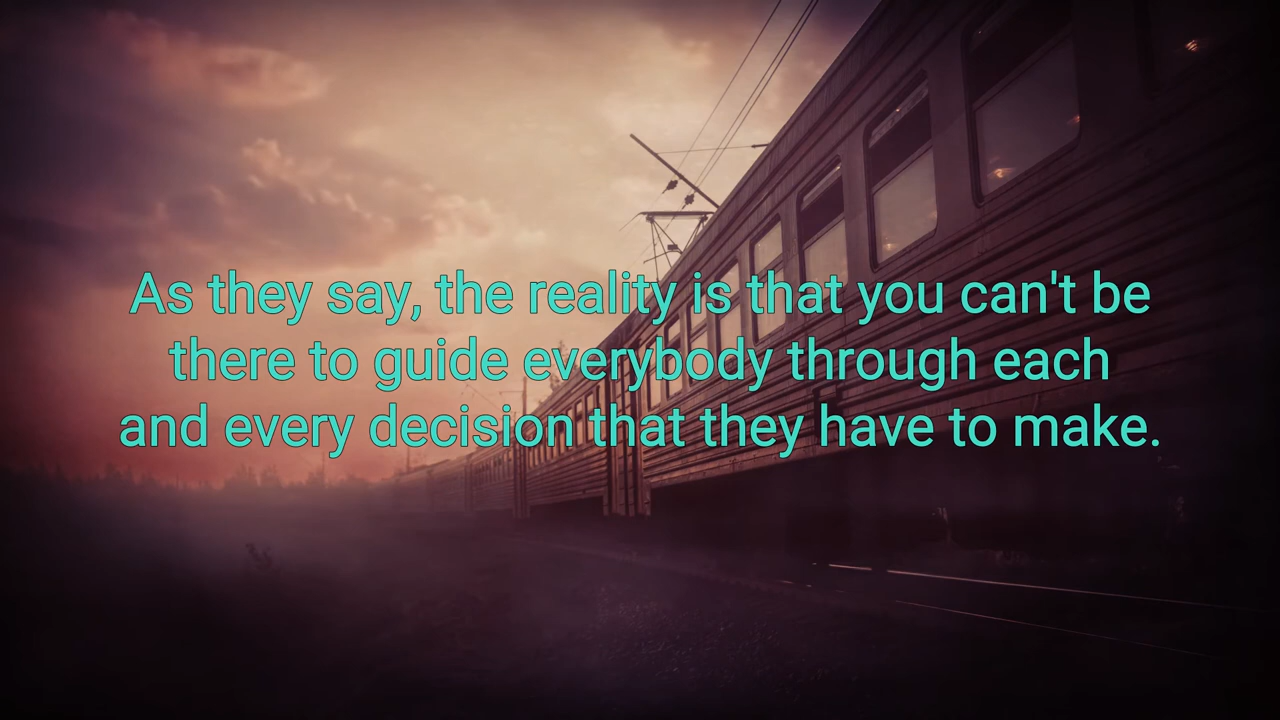 As they say, the reality is that you can't be
there to guide everybody through each
and every decision that they have to make.